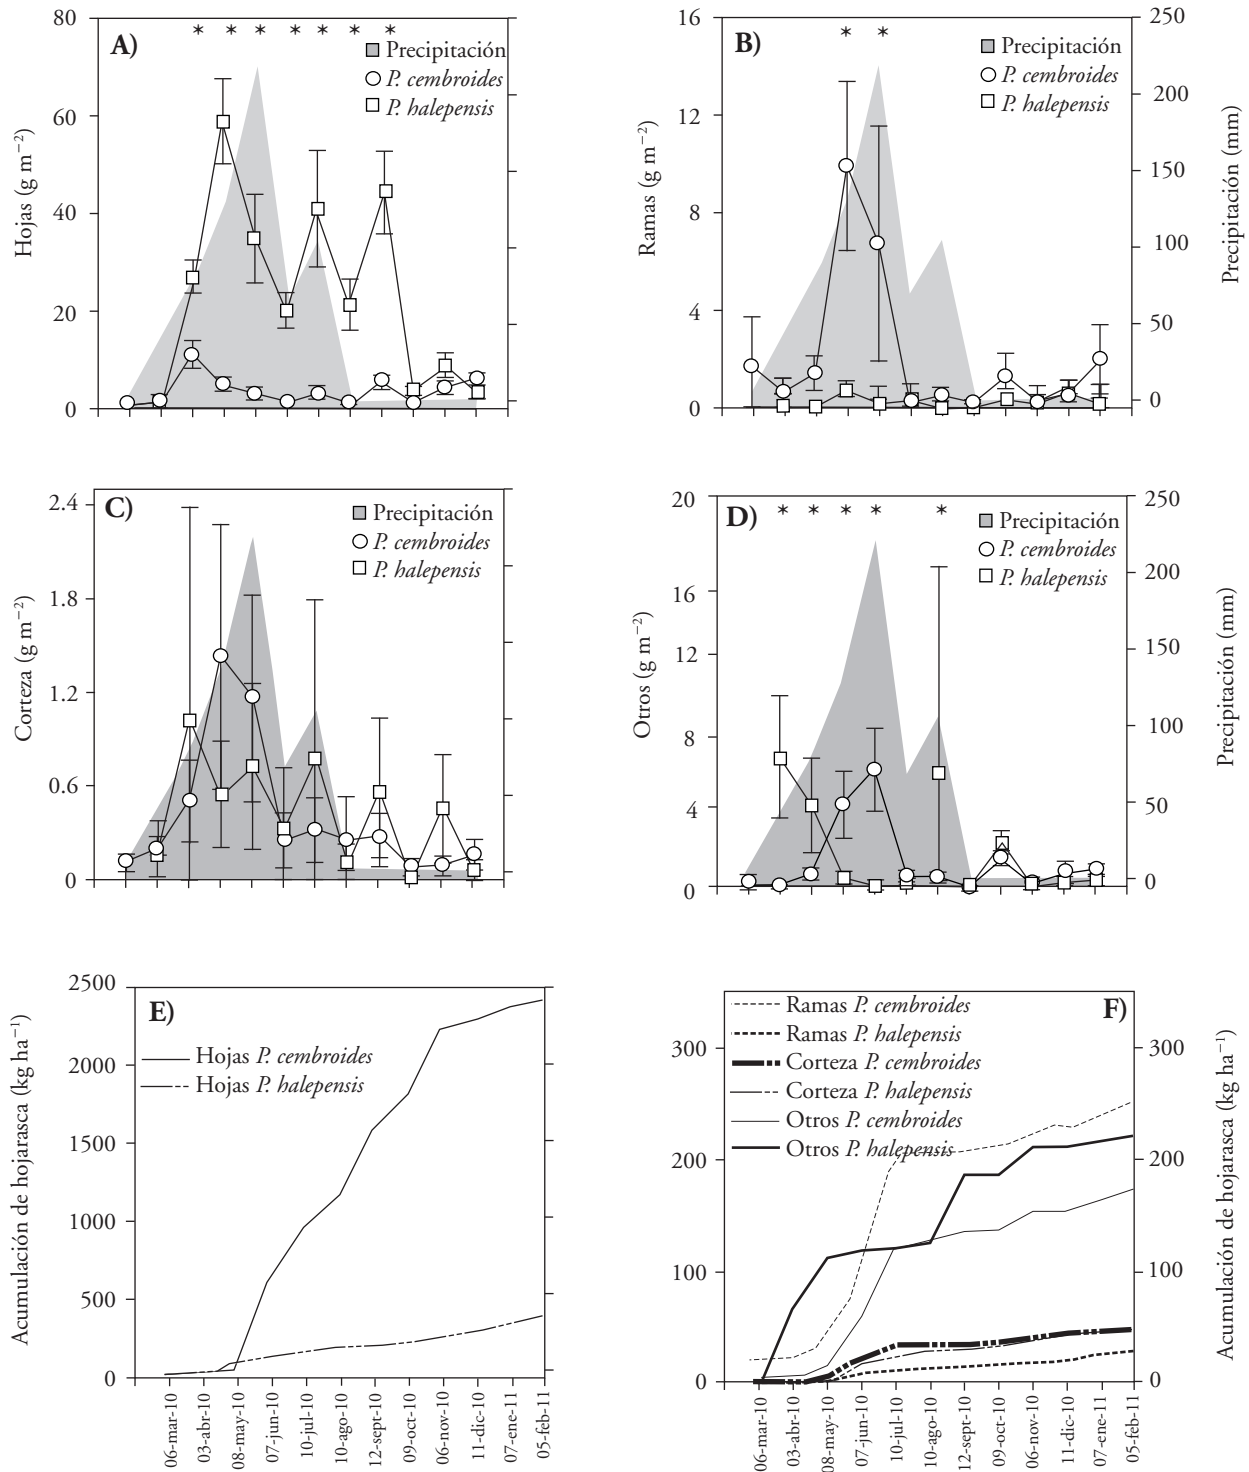 A)
* * * * * * *
Precipitación
P. cembroides
P. halepensis
Hojas (g m−2)
80
60
40
20
0
B)
* *
Precipitación
P. cembroides
P. halepensis
Ramas (g m−2)
16
12
8
4
0
250
200
150
100
50
0
Precipitación (mm)
C)
Precipitación
P. cembroides
P. halepensis
Corteza (g m−2)
2.4
1.8
1.2
0.6
0
D)
* * * * *
Precipitación
P. cembroides
P. halepensis
Otros (g m−2)
20
16
12
8
4
0
250
200
150
100
50
0
Precipitación (mm)
E)
Hojas P. cembroides
Hojas P. halepensis
Acumulación de hojarasca (kg ha−1)
2500
2000
1500
1000
500
0
06-mar-10
03-abr-10
08-may-10
07-jun-10
10-jul-10
10-ago-10
12-sept-10
09-oct-10
06-nov-10
11-dic-10
07-ene-11
05-feb-11
F)
Ramas P. cembroides
Ramas P. halepensis
Corteza P. cembroides
Corteza P. halepensis
Otros P. cembroides
Otros P. halepensis
300
200
100
0
300
200
100
0
Acumulación de hojarasca (kg ha−1)
06-mar-10
03-abr-10
08-may-10
07-jun-10
10-jul-10
10-ago-10
12-sept-10
09-oct-10
06-nov-10
11-dic-10
07-ene-11
05-feb-11